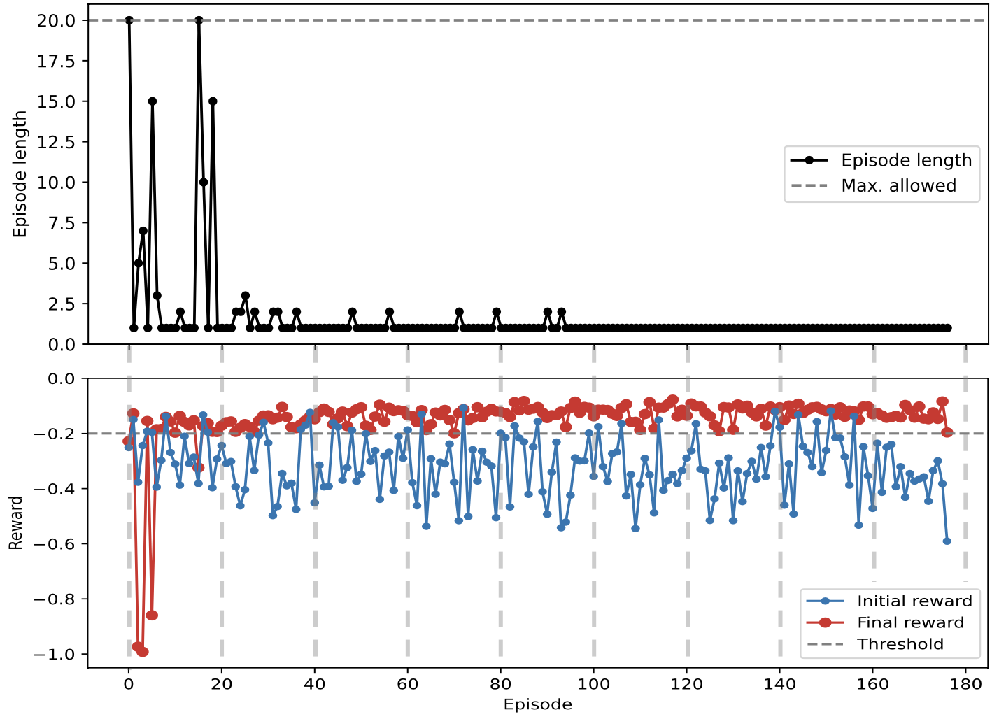 20.0
17.5
15.0
12.5
10.0
7.5
5.0
2.5
0.0
Episode length
Episode length
Max. allowed
0.0
−0.2
−0.4
−0.6
−0.8
−1.0
Reward
Initial reward
Final reward
Threshold
0 20 40 60 80 100 120 140 160 180
Episode